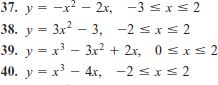 37. y = −x² − 2x, −3 ≤ x ≤ 2
38. y = 3x² − 3, −2 ≤ x ≤ 2
39. y = x³ − 3x² + 2x, 0 ≤ x ≤ 2
40. y = x³ − 4x, −2 ≤ x ≤ 2